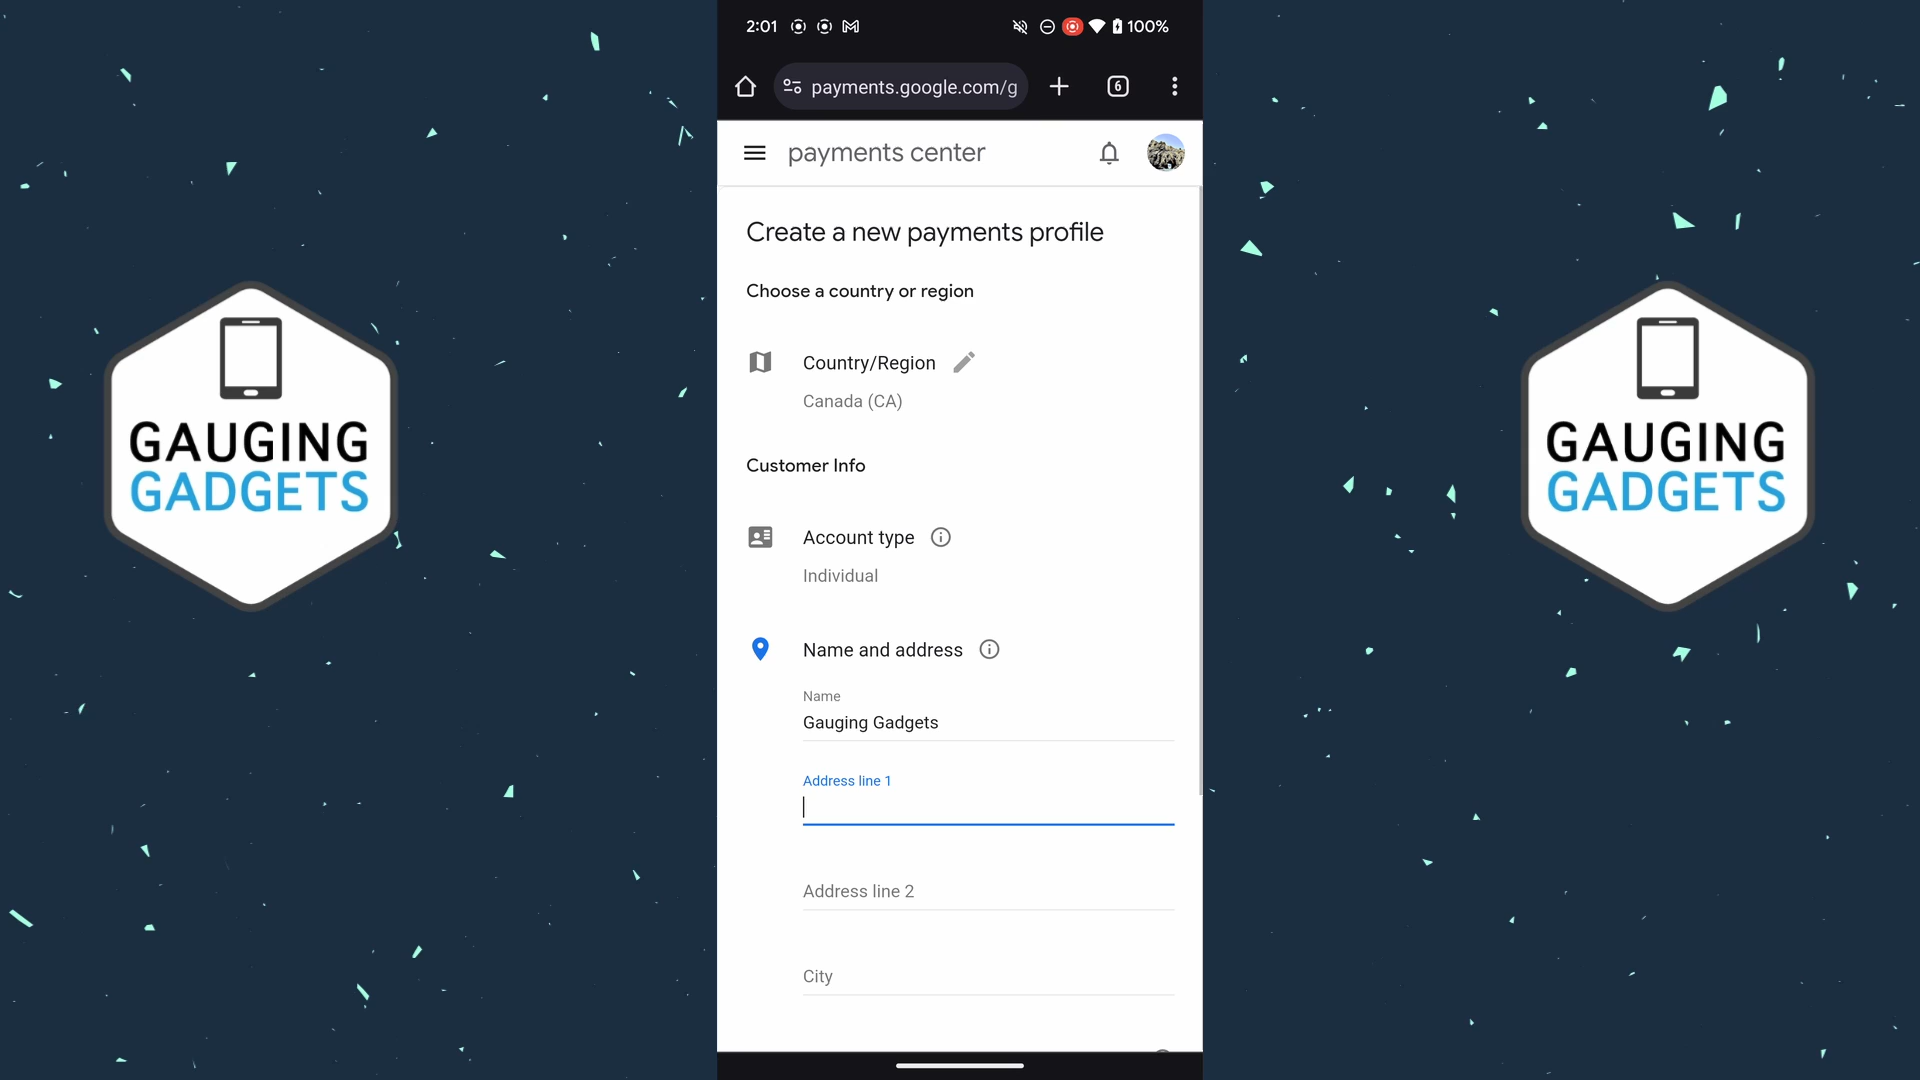 2:01
100%
payments.google.com/g
6
payments center
Create a new payments profile
Choose a country or region
Country/Region
Canada (CA)
Customer Info
Account type
Individual
Name and address
Name
Gauging Gadgets
Address line 1
Address line 2
City
GAUGING
GADGETS
GAUGING
GADGETS